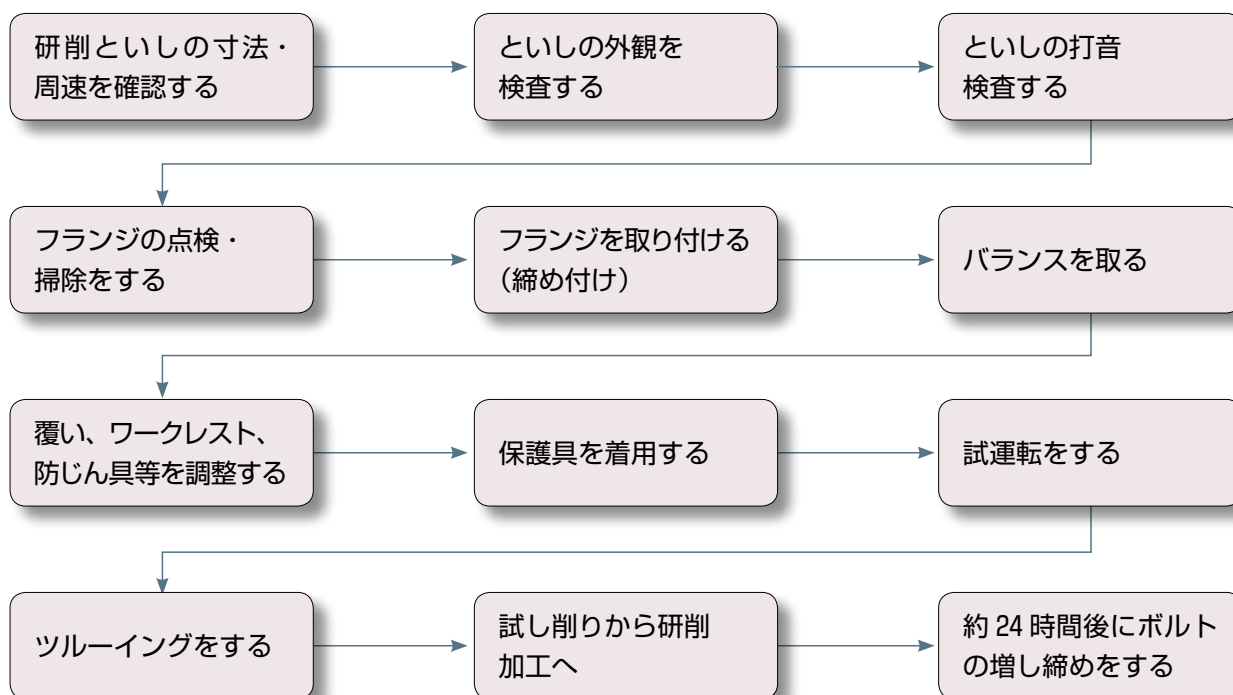 研削といしの寸法・
周速を確認する
といしの外観を
検査する
といしの打音
検査する
フランジの点検・
掃除をする
フランジを取り付ける
（締め付け）
バランスを取る
覆い、ワークレスト、
防じん具等を調整する
保護具を着用する
試運転をする
ツルーイングをする
試し削りから研削
加工へ
約 24 時間後にボルト
の増し締めをする